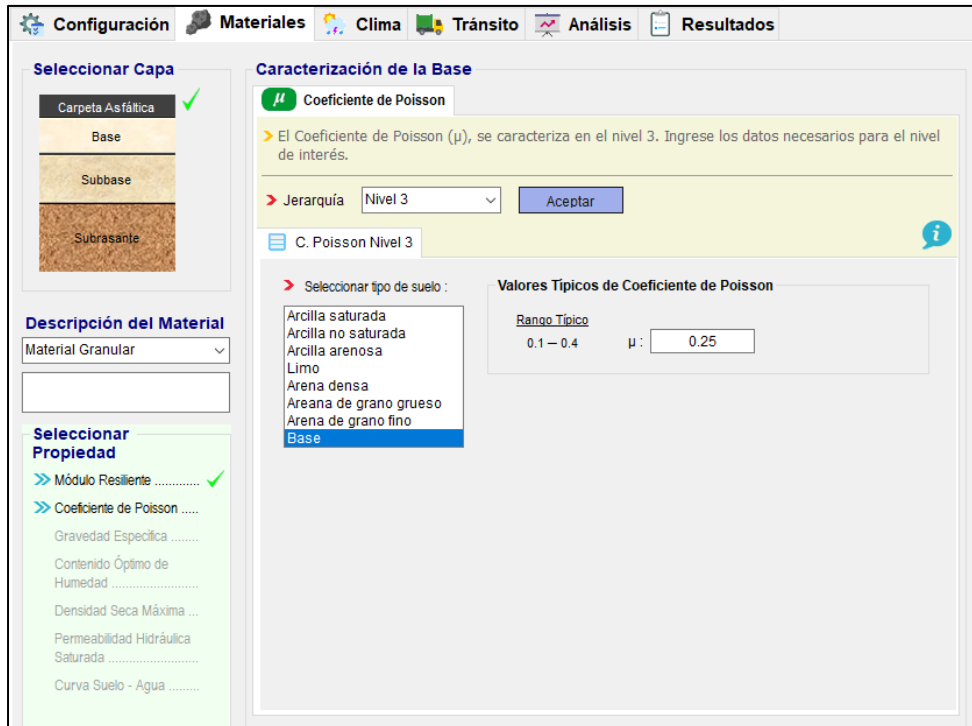 Configuración Materiales Clima Tránsito Análisis Resultados
Seleccionar Capa
Carpeta Asfáltica
Base
Subbase
Subrasante
Descripción del Material
Material Granular
Seleccionar
Propiedad
Módulo Resiliente ............
Coeficiente de Poisson .....
Gravedad Específica ........
Contenido Óptimo de
Humedad .........................
Densidad Seca Máxima ...
Permeabilidad Hidráulica
Saturada ..........................
Curva Suelo - Agua .........
Caracterización de la Base
μ Coeficiente de Poisson
El Coeficiente de Poisson (μ), se caracteriza en el nivel 3. Ingrese los datos necesarios para el nivel
de interés.
Jerarquía Nivel 3 Aceptar
C. Poisson Nivel 3
i
Seleccionar tipo de suelo :
Arcilla saturada
Arcilla no saturada
Arcilla arenosa
Limo
Arena densa
Areana de grano grueso
Arena de grano fino
Base
Valores Típicos de Coeficiente de Poisson
Rango Típico
0.1 — 0.4 μ : 0.25